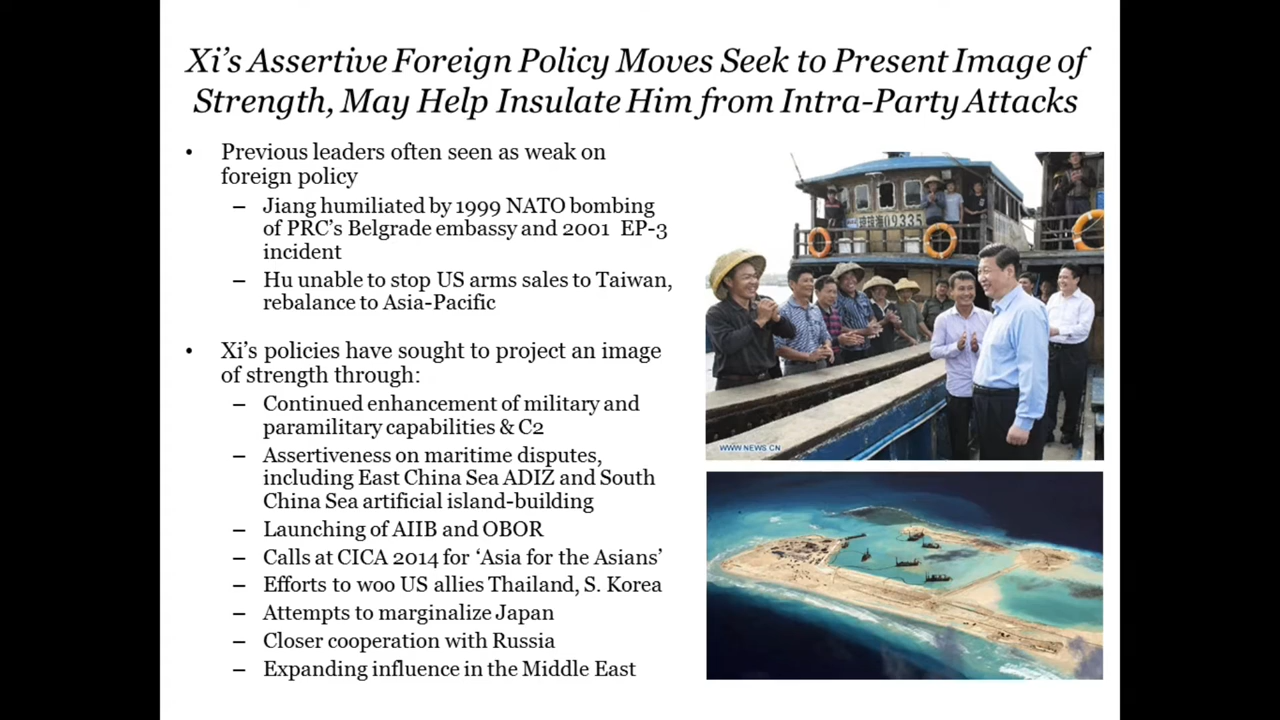 Xi's Assertive Foreign Policy Moves Seek to Present Image of
Strength, May Help Insulate Him from Intra-Party Attacks
• Previous leaders often seen as weak on
foreign policy
– Jiang humiliated by 1999 NATO bombing
of PRC's Belgrade embassy and 2001 EP-3
incident
– Hu unable to stop US arms sales to Taiwan,
rebalance to Asia-Pacific
• Xi's policies have sought to project an image
of strength through:
– Continued enhancement of military and
paramilitary capabilities & C2
– Assertiveness on maritime disputes,
including East China Sea ADIZ and South
China Sea artificial island-building
– Launching of AIIB and OBOR
– Calls at CICA 2014 for 'Asia for the Asians'
– Efforts to woo US allies Thailand, S. Korea
– Attempts to marginalize Japan
– Closer cooperation with Russia
– Expanding influence in the Middle East
09335
WWW.NEWS.CN